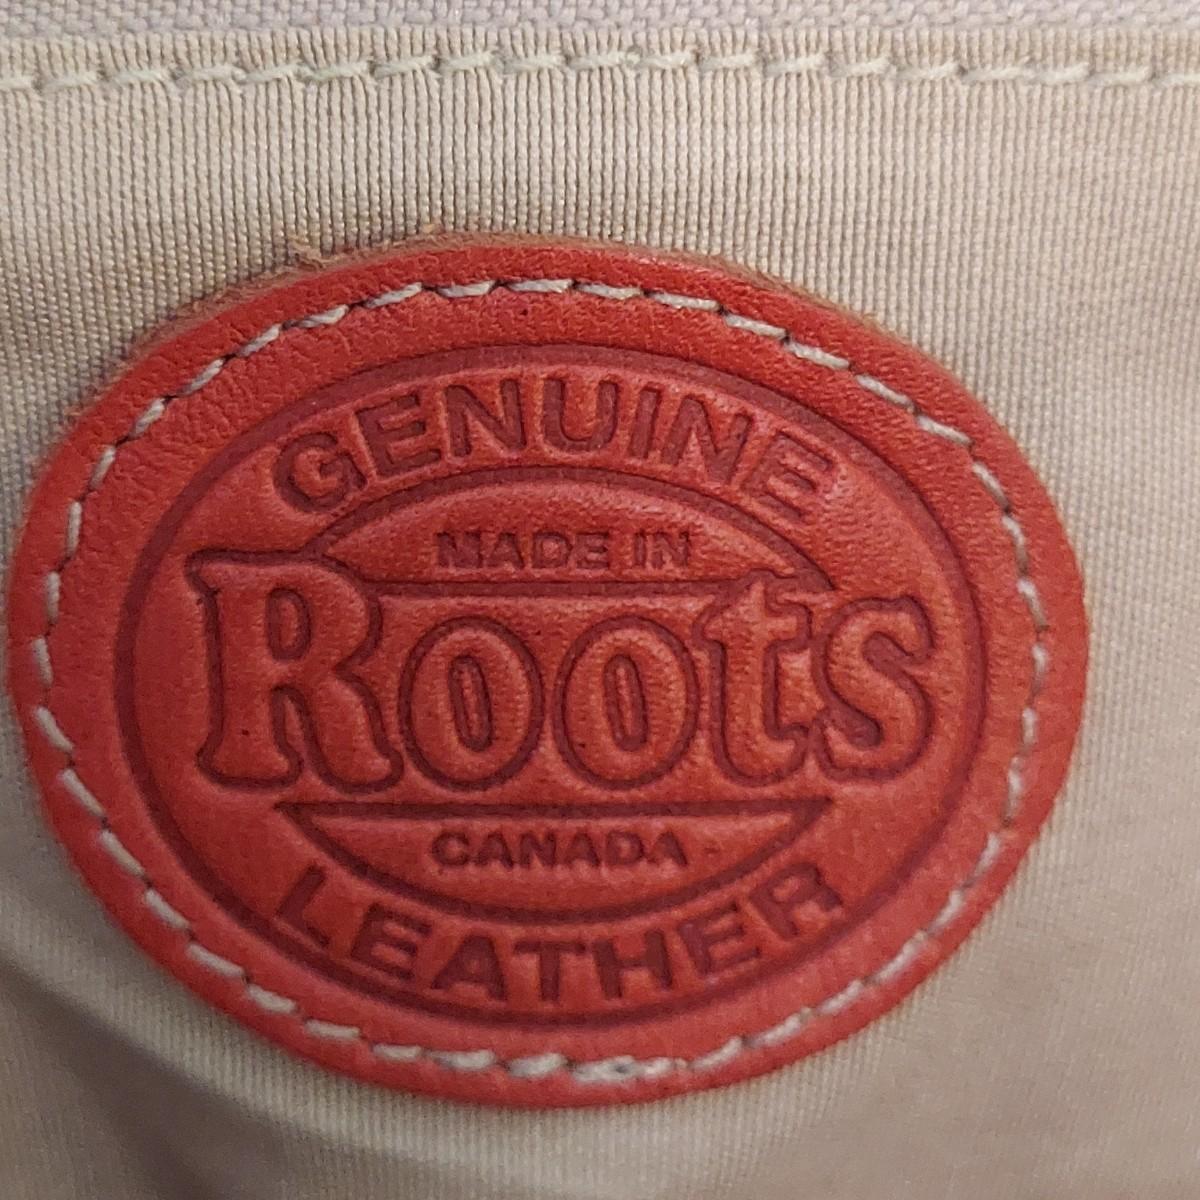 GENUINE
MADE IN
Roots
CANADA
LEATHER